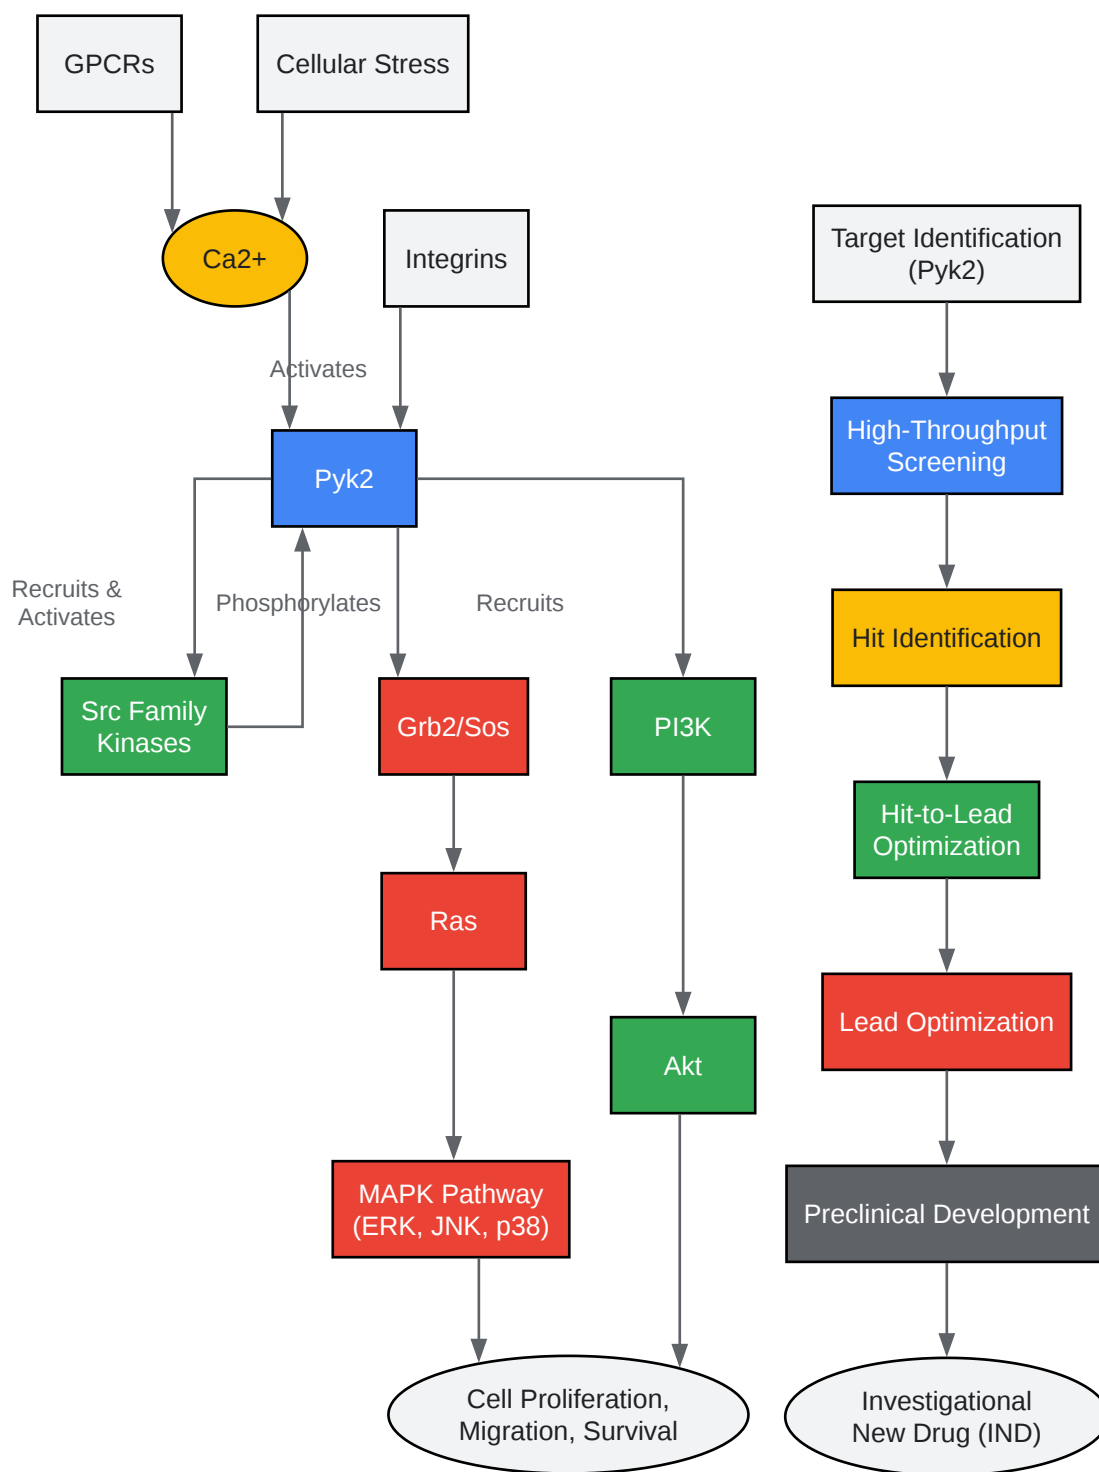 GPCRs
Cellular Stress
Ca2+
Integrins
Activates
Pyk2
Recruits &
Activates
Phosphorylates
Recruits
Src Family
Kinases
Grb2/Sos
PI3K
Ras
Akt
MAPK Pathway
(ERK, JNK, p38)
Cell Proliferation,
Migration, Survival
Target Identification
(Pyk2)
High-Throughput
Screening
Hit Identification
Hit-to-Lead
Optimization
Lead Optimization
Preclinical Development
Investigational
New Drug (IND)